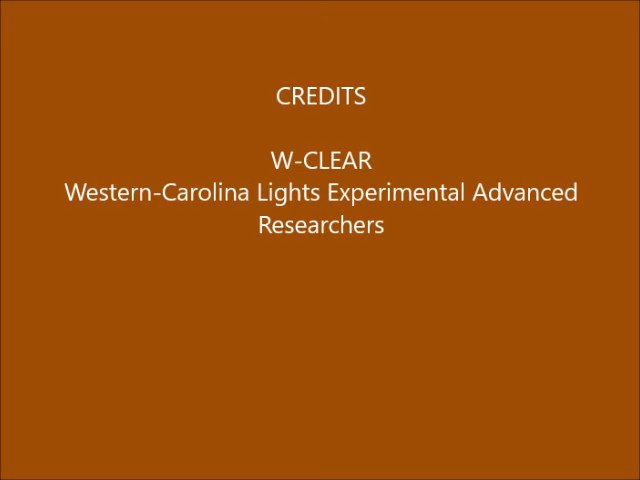 CREDITS
W-CLEAR
Western-Carolina Lights Experimental Advanced
Researchers